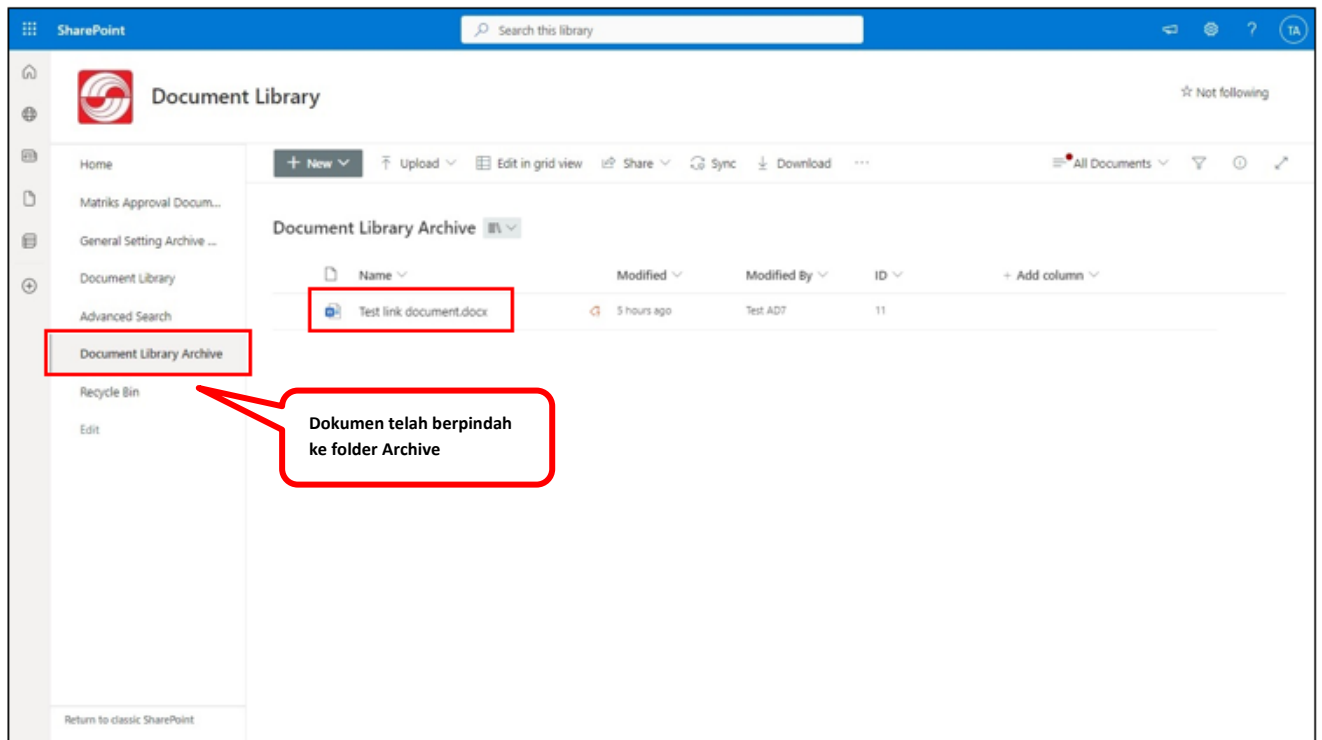 SharePoint
Search this library
?
TA
Document Library
Not following
Home
+ New
Upload
Edit in grid view
Share
Sync
Download
...
All Documents
Matriks Approval Docum...
General Setting Archive ...
Document Library Archive
Document Library
Name
Modified
Modified By
ID
+ Add column
Advanced Search
Test link document.docx
5 hours ago
Test AD7
11
Document Library Archive
Recycle Bin
Edit
Dokumen telah berpindah
ke folder Archive
Return to classic SharePoint